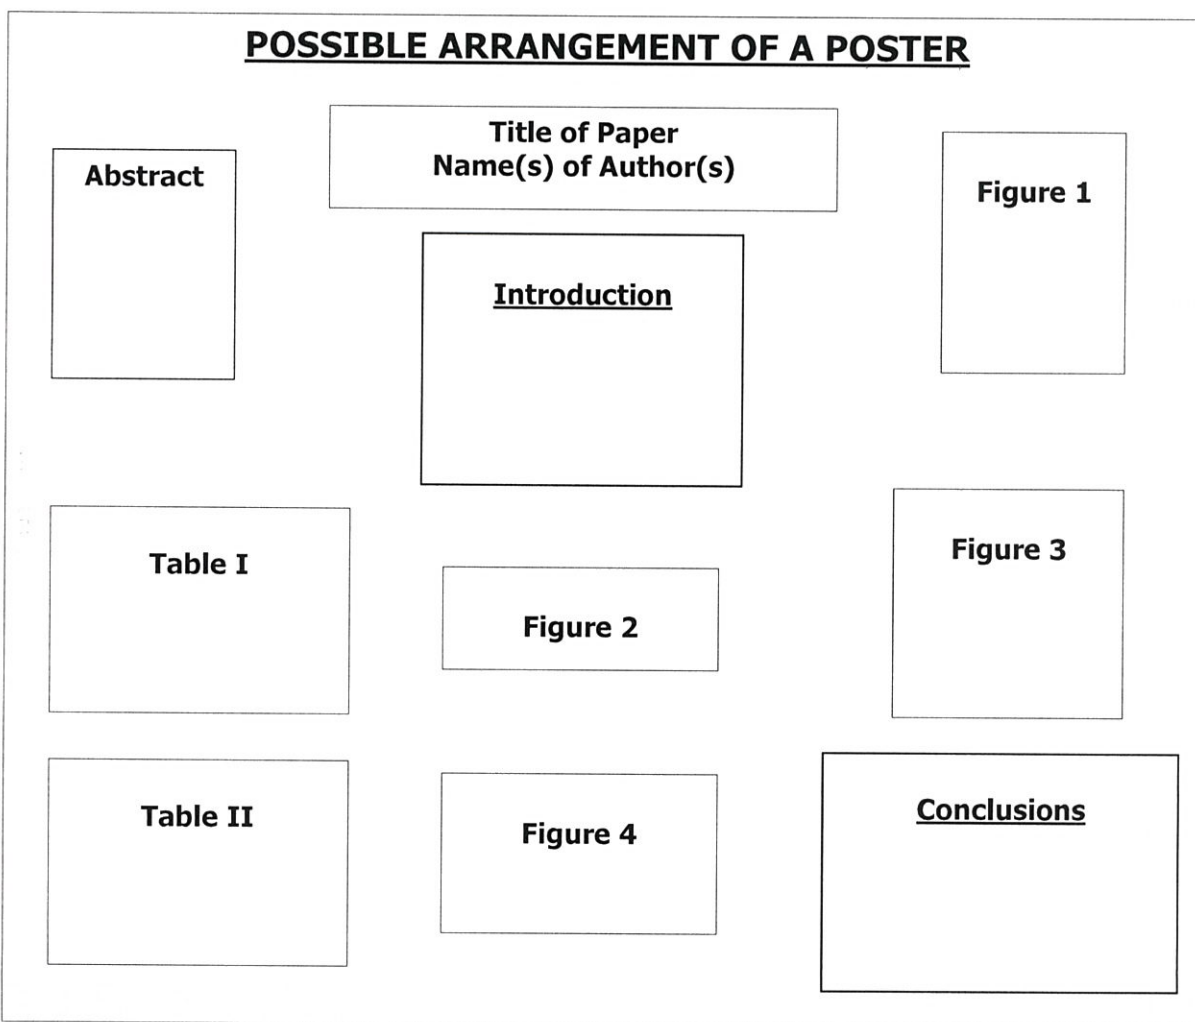 POSSIBLE ARRANGEMENT OF A POSTER
Title of Paper
Name(s) of Author(s)
Abstract
Figure 1
Introduction
Table I
Figure 2
Figure 3
Table II
Figure 4
Conclusions